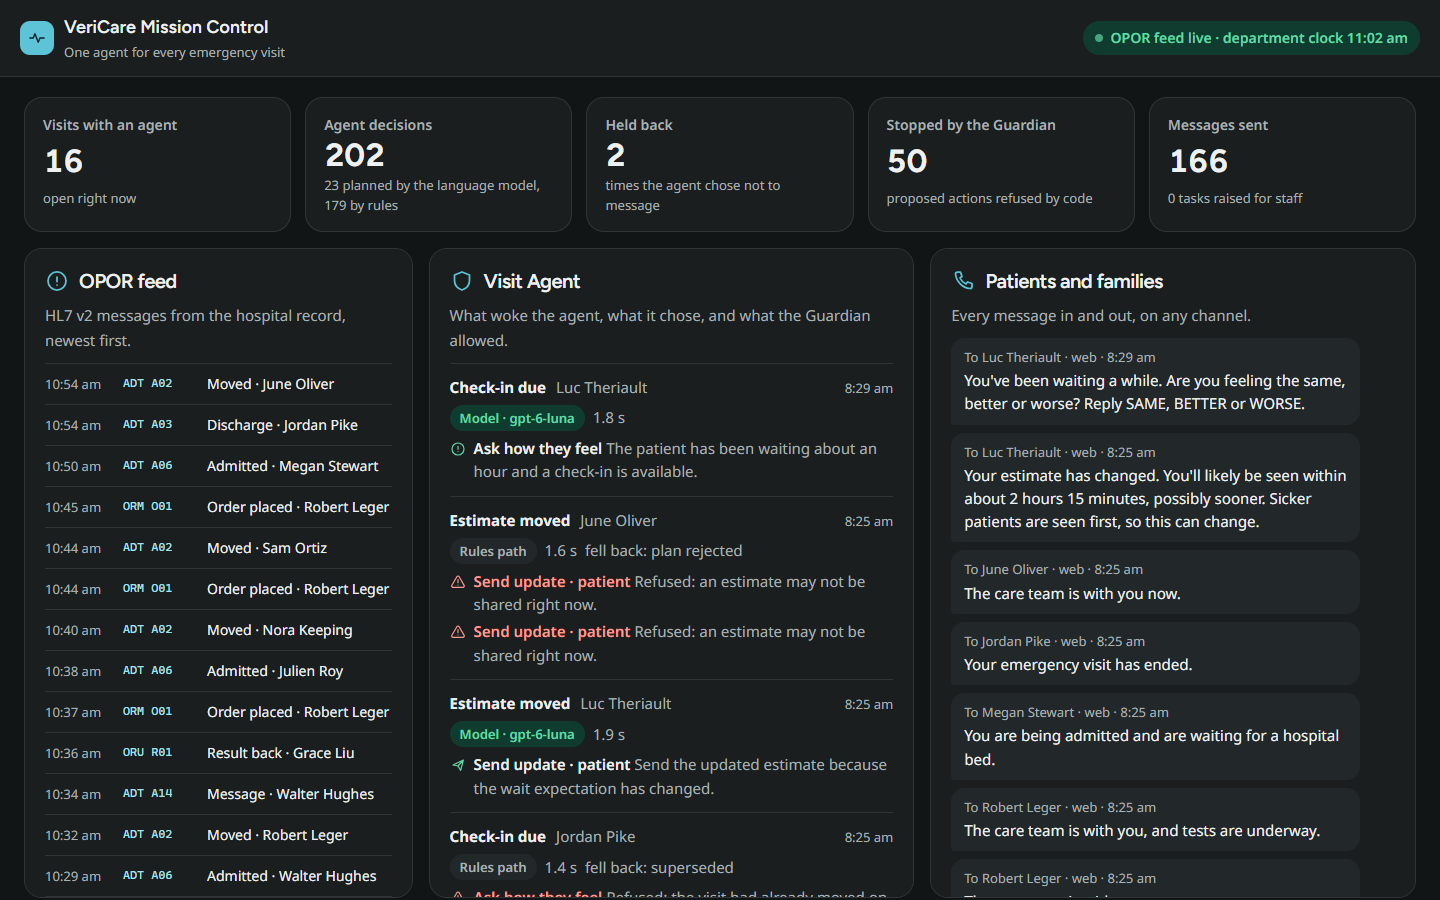 VeriCare Mission Control
One agent for every emergency visit
OPOR feed live · department clock 11:02 am
Visits with an agent
16
open right now
Agent decisions
202
23 planned by the language model,
179 by rules
Held back
2
times the agent chose not to
message
Stopped by the Guardian
50
proposed actions refused by code
Messages sent
166
0 tasks raised for staff
OPOR feed
HL7 v2 messages from the hospital record,
newest first.
10:54 am ADT A02 Moved · June Oliver
10:54 am ADT A03 Discharge · Jordan Pike
10:50 am ADT A06 Admitted · Megan Stewart
10:45 am ORM O01 Order placed · Robert Leger
10:44 am ADT A02 Moved · Sam Ortiz
10:44 am ORM O01 Order placed · Robert Leger
10:40 am ADT A02 Moved · Nora Keeping
10:38 am ADT A06 Admitted · Julien Roy
10:37 am ORM O01 Order placed · Robert Leger
10:36 am ORU R01 Result back · Grace Liu
10:34 am ADT A14 Message · Walter Hughes
10:32 am ADT A02 Moved · Robert Leger
10:29 am ADT A06 Admitted · Walter Hughes
Visit Agent
What woke the agent, what it chose, and what the Guardian
allowed.
Check-in due Luc Theriault 8:29 am
Model · gpt-6-luna 1.8 s
Ask how they feel The patient has been waiting about an
hour and a check-in is available.
Estimate moved June Oliver 8:25 am
Rules path 1.6 s fell back: plan rejected
Send update · patient Refused: an estimate may not be
shared right now.
Send update · patient Refused: an estimate may not be
shared right now.
Estimate moved Luc Theriault 8:25 am
Model · gpt-6-luna 1.9 s
Send update · patient Send the updated estimate because
the wait expectation has changed.
Check-in due Jordan Pike 8:25 am
Rules path 1.4 s fell back: superseded
Ask how they feel Refused: the visit had already moved on
Patients and families
Every message in and out, on any channel.
To Luc Theriault · web · 8:29 am
You've been waiting a while. Are you feeling the same,
better or worse? Reply SAME, BETTER or WORSE.
To Luc Theriault · web · 8:25 am
Your estimate has changed. You'll likely be seen within
about 2 hours 15 minutes, possibly sooner. Sicker
patients are seen first, so this can change.
To June Oliver · web · 8:25 am
The care team is with you now.
To Jordan Pike · web · 8:25 am
Your emergency visit has ended.
To Megan Stewart · web · 8:25 am
You are being admitted and are waiting for a hospital
bed.
To Robert Leger · web · 8:25 am
The care team is with you, and tests are underway.
To Robert Leger · web · 8:25 am